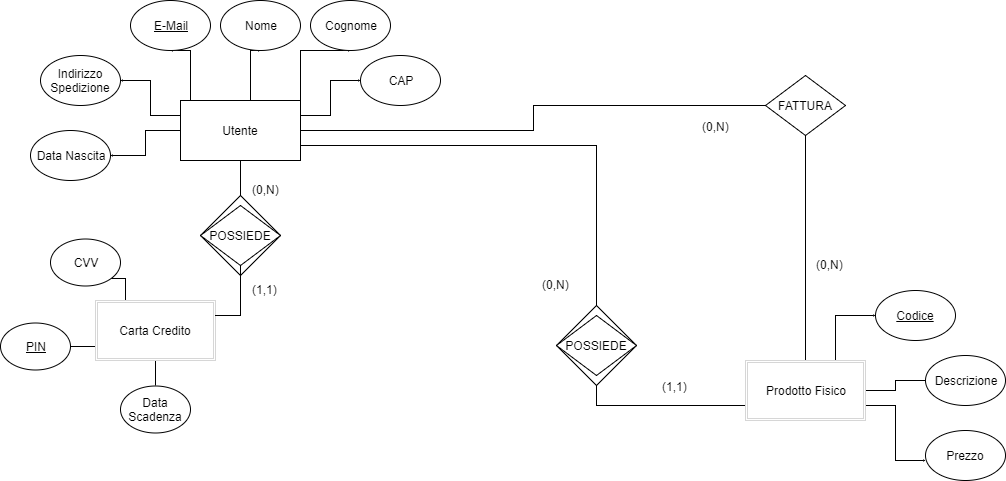 E-Mail
Nome
Cognome
Indirizzo
Spedizione
CAP
FATTURA
Utente
(0,N)
Data Nascita
(0,N)
POSSIEDE
CVV
(0,N)
(1,1)
(0,N)
Carta Credito
Codice
PIN
POSSIEDE
Data
Scadenza
(1,1)
Prodotto Fisico
Descrizione
Prezzo